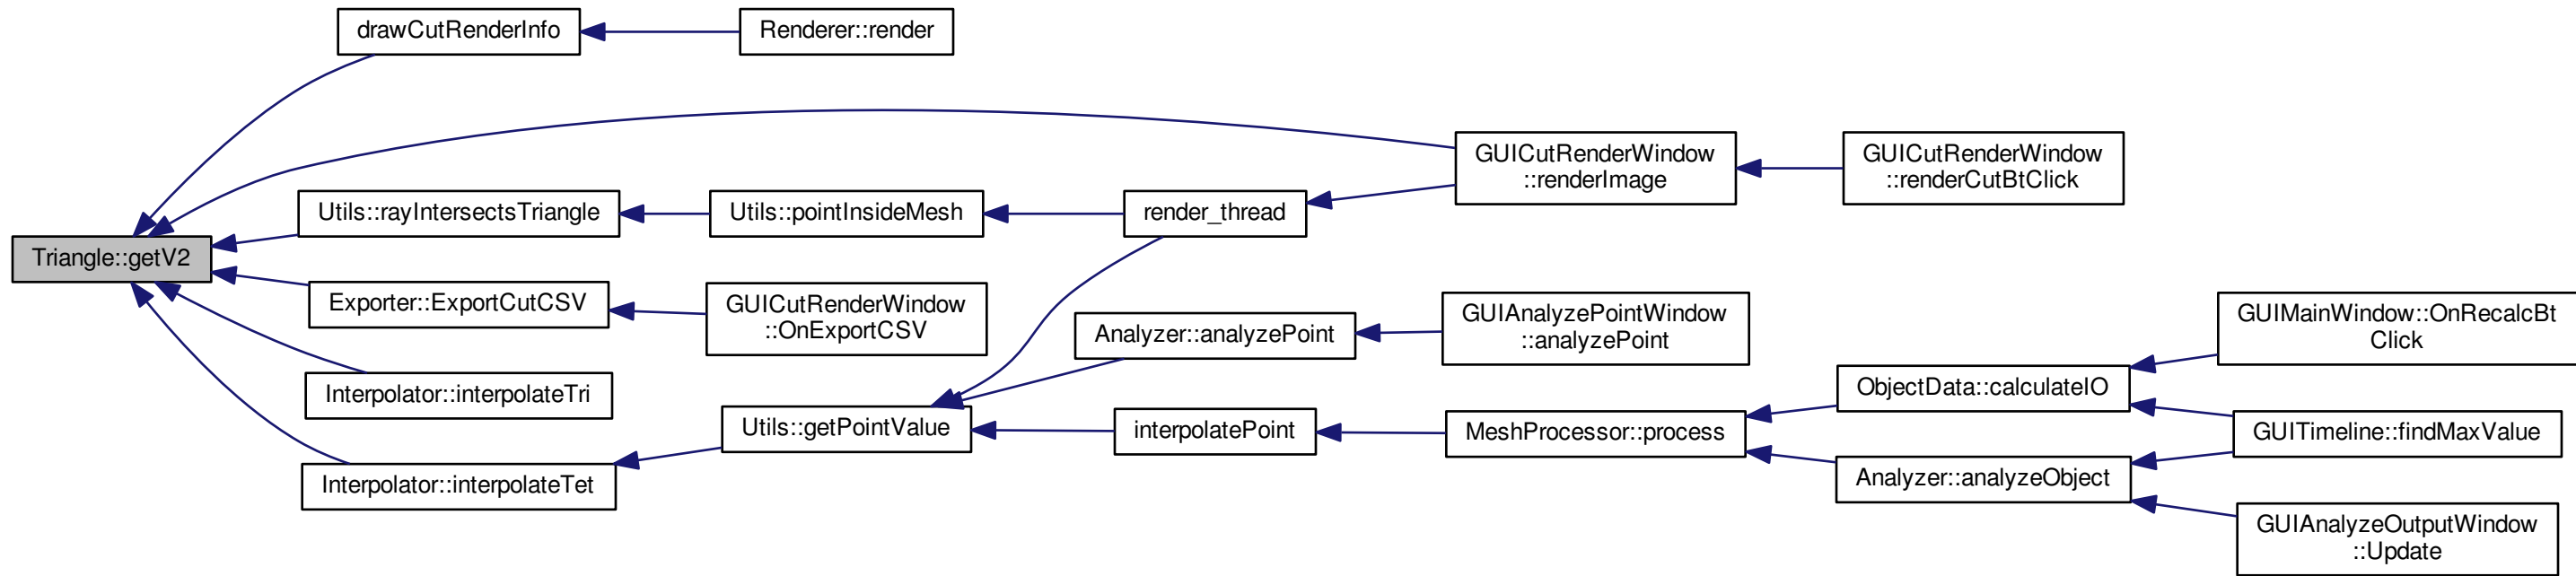 drawCutRenderInfo
Renderer::render
GUICutRenderWindow
::renderImage
GUICutRenderWindow
::renderCutBtClick
Utils::rayIntersectsTriangle
Utils::pointInsideMesh
render_thread
Triangle::getV2
Exporter::ExportCutCSV
GUICutRenderWindow
::OnExportCSV
Analyzer::analyzePoint
GUIAnalyzePointWindow
::analyzePoint
GUIMainWindow::OnRecalcBt
Click
Interpolator::interpolateTri
ObjectData::calculateIO
Utils::getPointValue
interpolatePoint
MeshProcessor::process
GUITimeline::findMaxValue
Interpolator::interpolateTet
Analyzer::analyzeObject
GUIAnalyzeOutputWindow
::Update